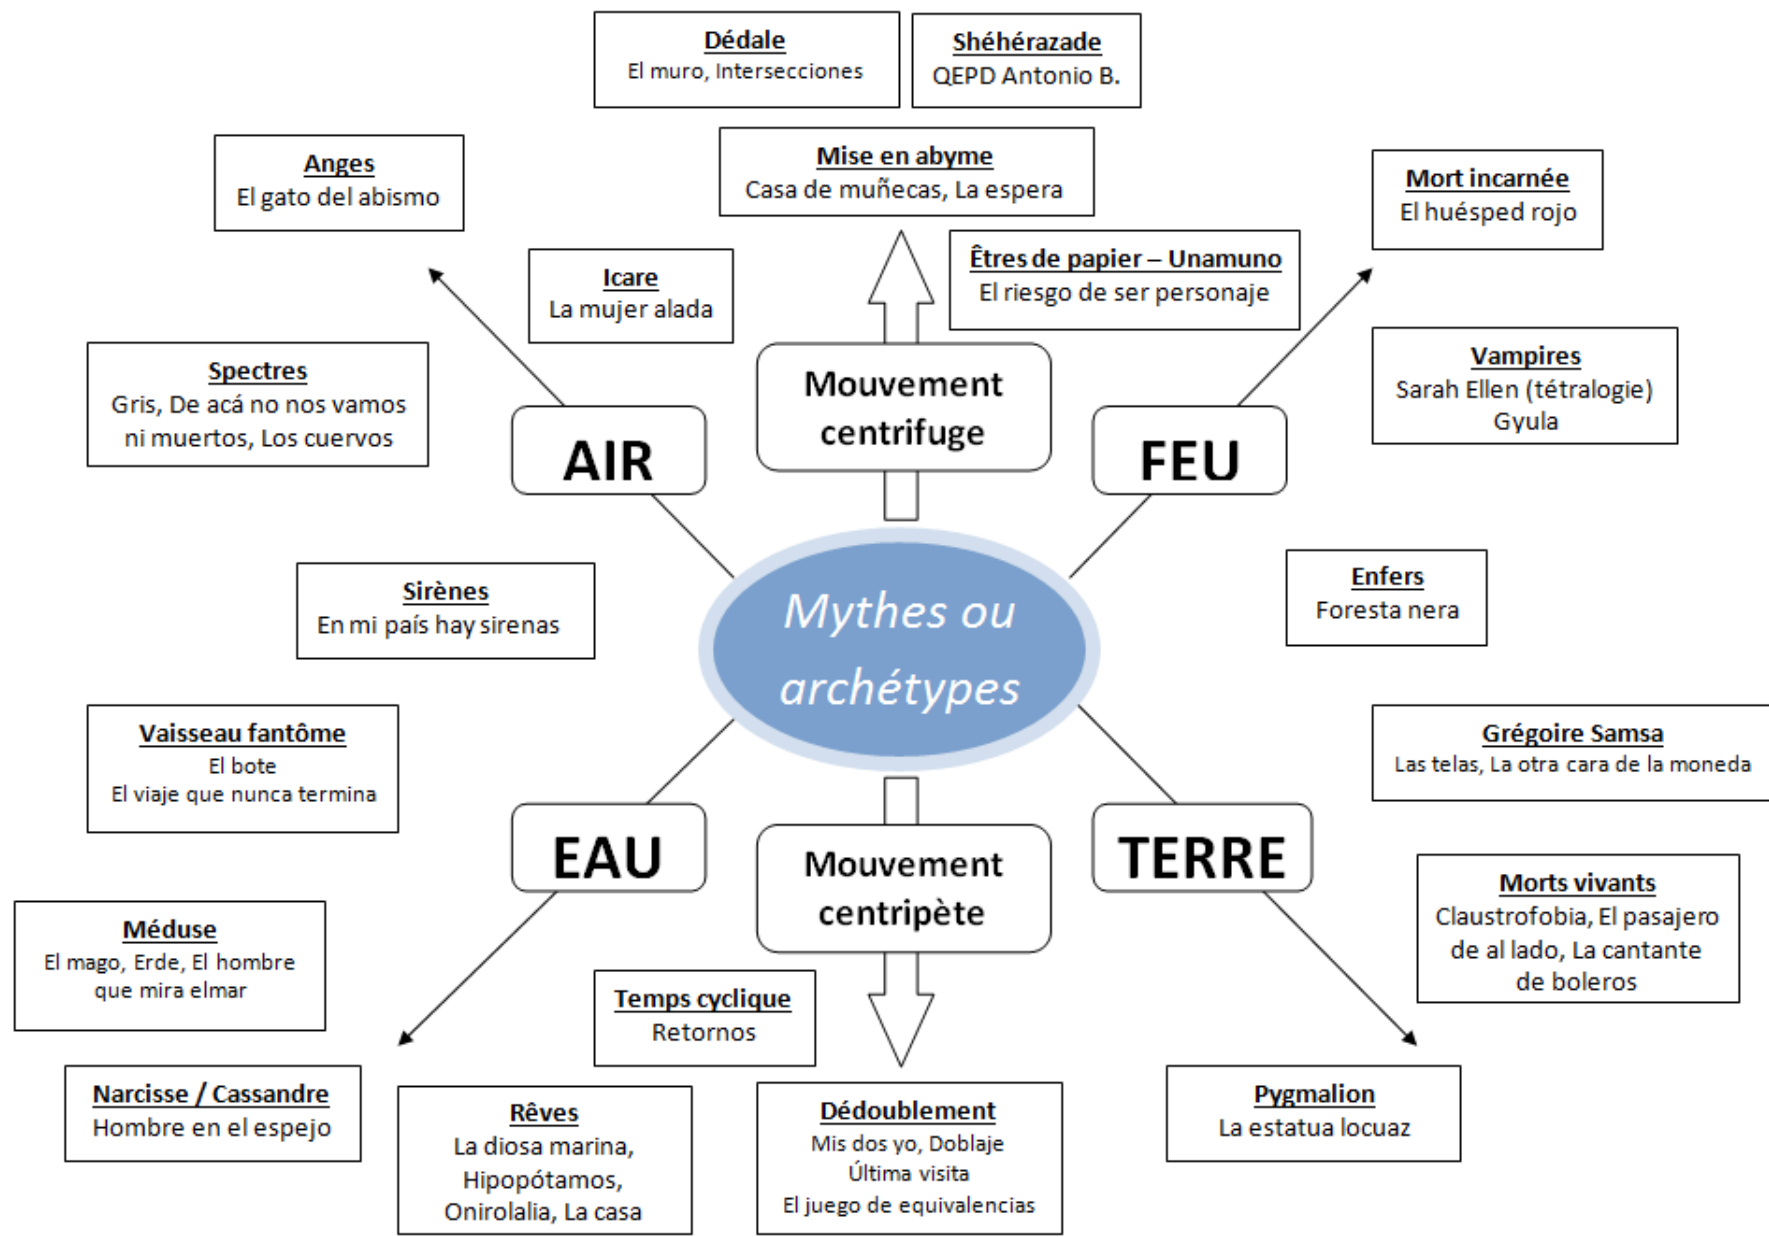 Dédale
El muro, Intersecciones
Shéhérazade
QEPD Antonio B.
Anges
El gato del abismo
Mise en abyme
Casa de muñecas, La espera
Mort incarnée
El huésped rojo
Icare
La mujer alada
Êtres de papier – Unamuno
El riesgo de ser personaje
Spectres
Gris, De acá no nos vamos
ni muertos, Los cuervos
Vampires
Sarah Ellen (tétralogie)
Gyula
AIR
Mouvement
centrifuge
FEU
Sirènes
En mi país hay sirenas
Mythes ou
archétypes
Enfers
Foresta nera
Vaisseau fantôme
El bote
El viaje que nunca termina
Grégoire Samsa
Las telas, La otra cara de la moneda
EAU
Mouvement
centripète
TERRE
Morts vivants
Claustrofobia, El pasajero
de al lado, La cantante
de boleros
Méduse
El mago, Erde, El hombre
que mira elmar
Temps cyclique
Retornos
Narcisse / Cassandre
Hombre en el espejo
Rêves
La diosa marina,
Hipopótamos,
Onirolalia, La casa
Dédoublement
Mis dos yo, Doblaje
Última visita
El juego de equivalencias
Pygmalion
La estatua locuaz